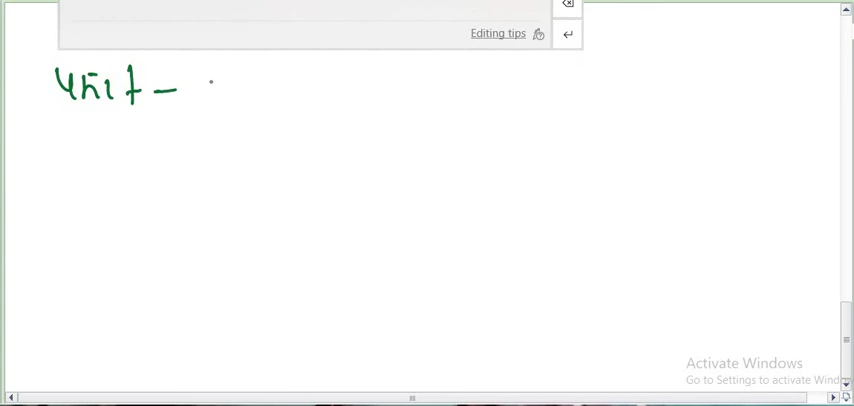 Editing tips
Unit –
Activate Windows
Go to Settings to activate Wind